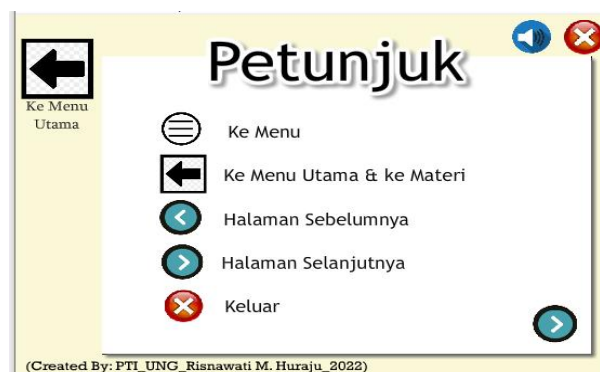 Petunjuk
Ke Menu
Utama
Ke Menu
Ke Menu Utama & ke Materi
Halaman Sebelumnya
Halaman Selanjutnya
Keluar
(Created By: PTI_UNG_Risnawati M. Huraju_2022)